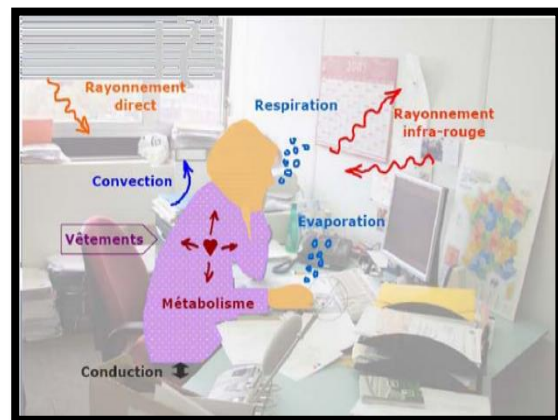 Rayonnement
direct
Respiration
Rayonnement
infra-rouge
Convection
Evaporation
Vêtements
Métabolisme
Conduction